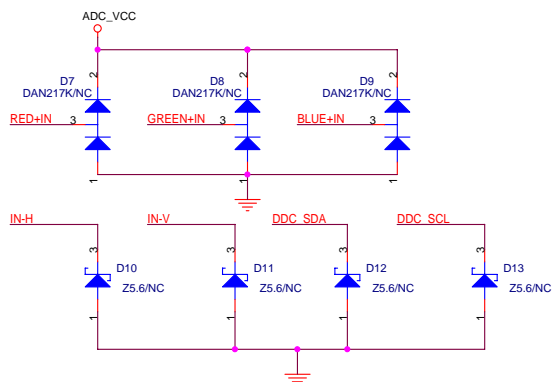 ADC_VCC
D7
DAN217K/NC
D8
DAN217K/NC
D9
DAN217K/NC
2
2
2
RED+IN
3
GREEN+IN
3
BLUE+IN
3
1
1
1
IN-H
IN-V
DDC_SDA
DDC_SCL
3
3
3
3
D10
D11
D12
D13
Z5.6/NC
Z5.6/NC
Z5.6/NC
Z5.6/NC
1
1
1
1